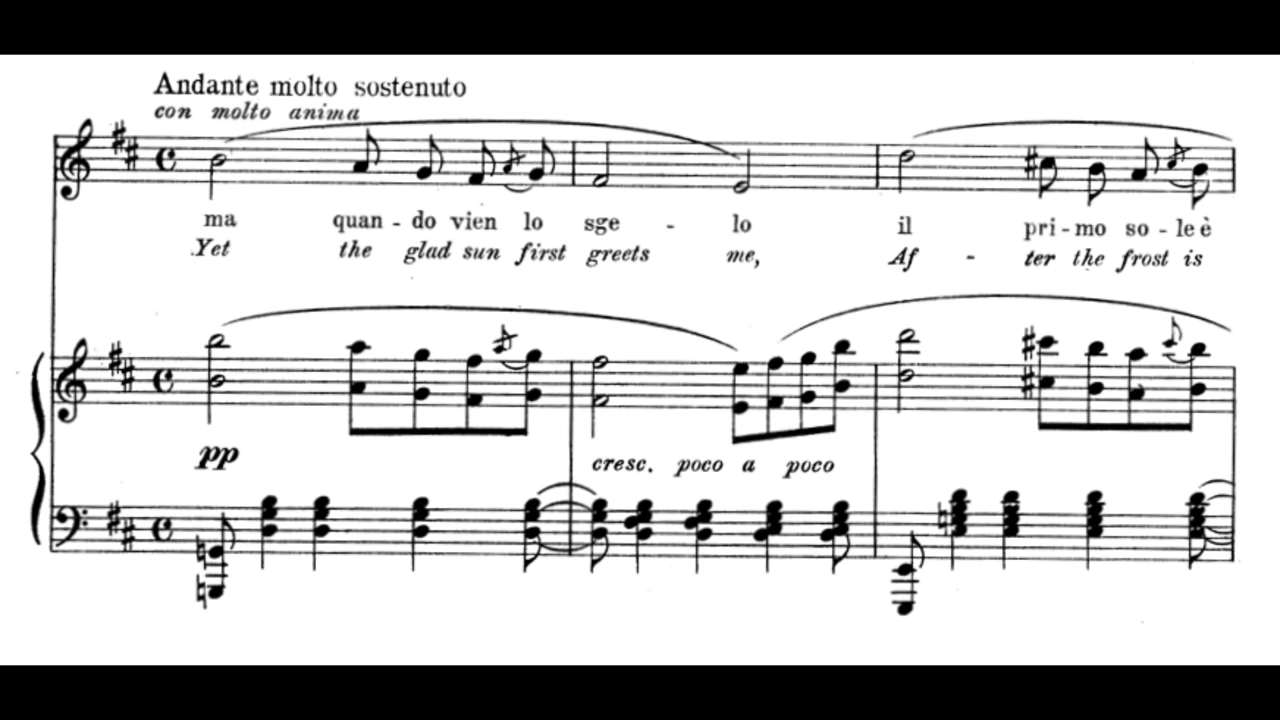 Andante molto sostenuto
con molto anima
ma quan - do vien lo sge - lo il pri - mo so - le è
Yet the glad sun first greets me, Af - ter the frost is
pp
cresc. poco a poco